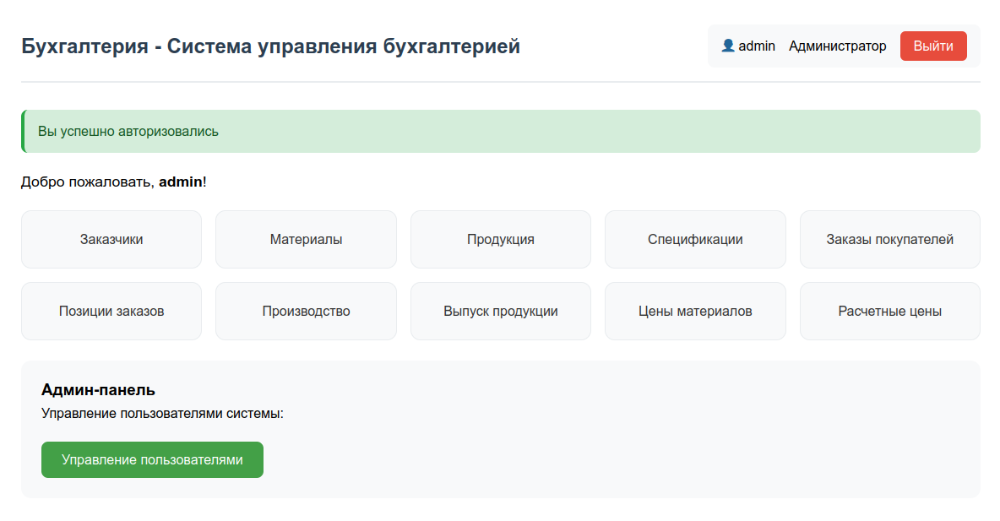 Бухгалтерия - Система управления бухгалтерией
admin Администратор Выйти
Вы успешно авторизовались
Добро пожаловать, admin!
Заказчики Материалы Продукция Спецификации Заказы покупателей
Позиции заказов Производство Выпуск продукции Цены материалов Расчетные цены
Админ-панель
Управление пользователями системы:
Управление пользователями